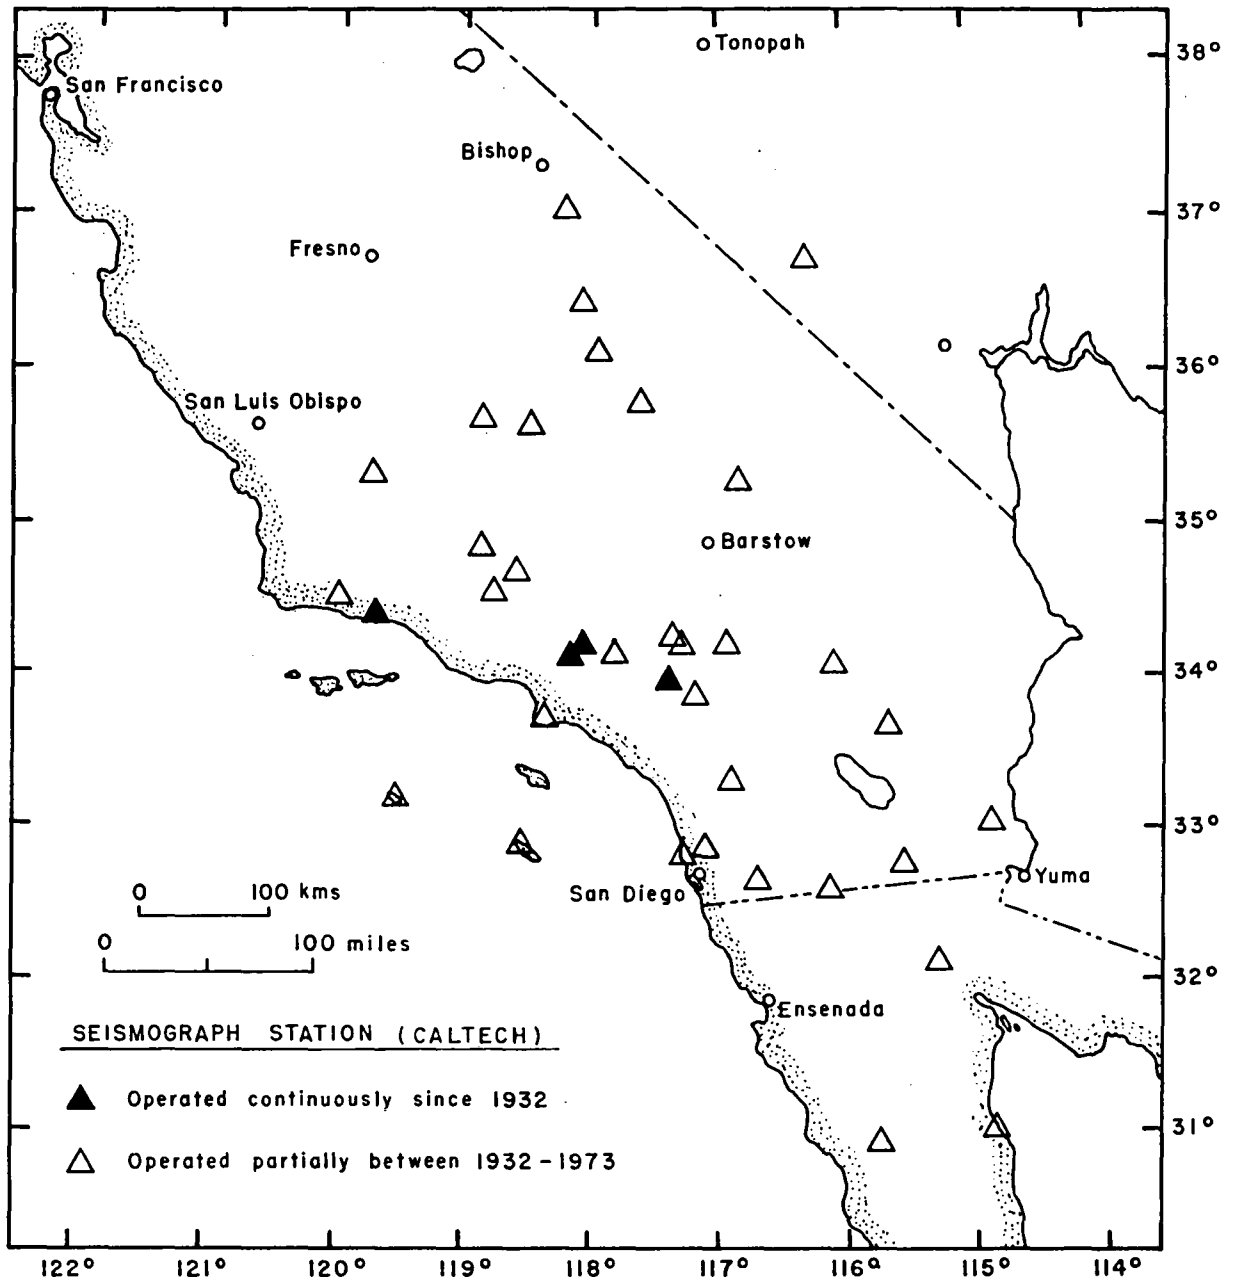 Tonopah
38°
San Francisco
Bishop
37°
Fresno
36°
San Luis Obispo
35°
Barstow
34°
33°
Yuma
San Diego
0 100 kms
0 100 miles
32°
Ensenada
SEISMOGRAPH STATION (CALTECH)
Operated continuously since 1932
31°
Operated partially between 1932-1973
122° 121° 120° 119° 118° 117° 116° 115° 114°